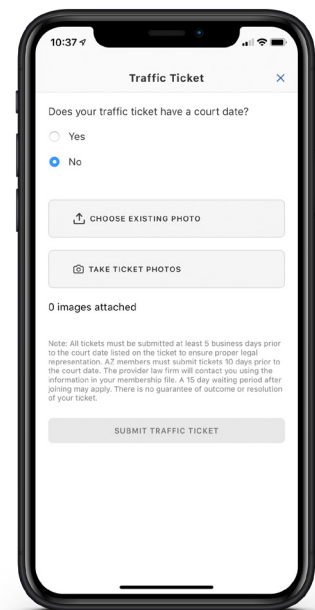 10:37
Traffic Ticket
Does your traffic ticket have a court date?
Yes
No
CHOOSE EXISTING PHOTO
TAKE TICKET PHOTOS
0 images attached
Note: All tickets must be submitted at least 5 business days prior
to the court date listed on the ticket to ensure proper legal
representation. AZ members must submit tickets 10 days prior to
the court date. The provider law firm will contact you using the
information in your membership file. A 15 day waiting period after
joining may apply. There is no guarantee of outcome or resolution
of your ticket.
SUBMIT TRAFFIC TICKET